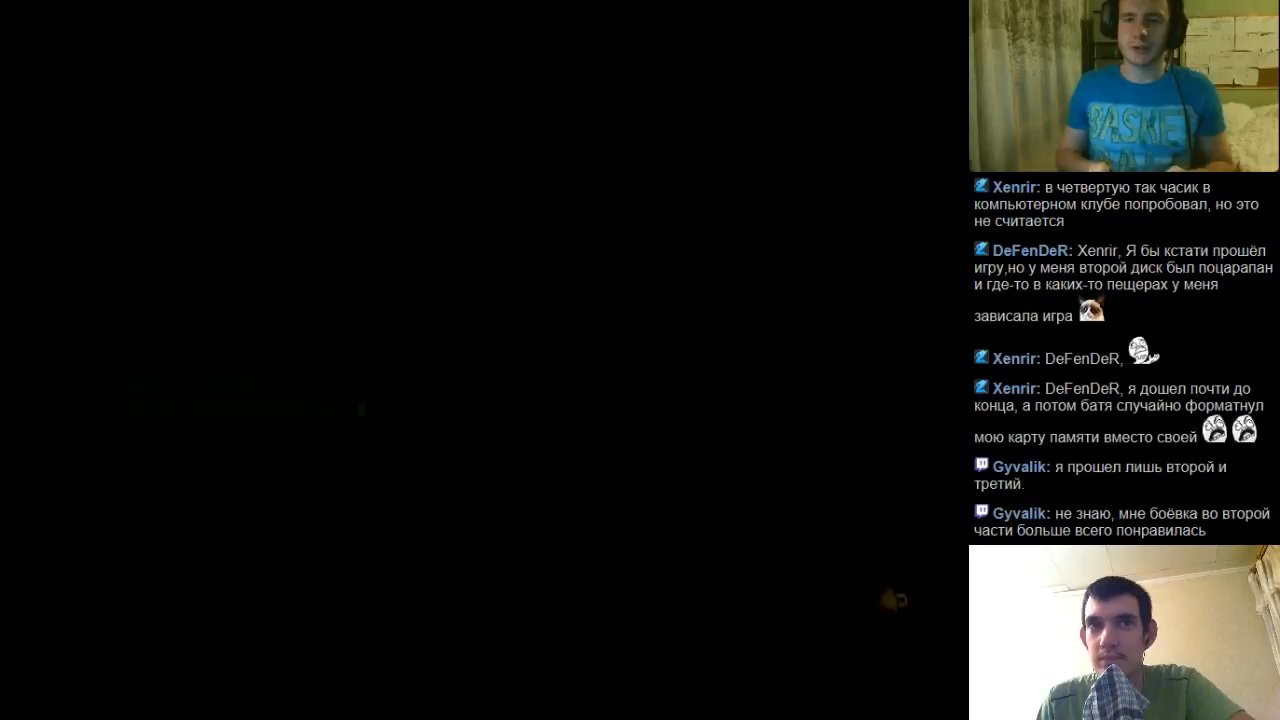 BASKE
Xenrir: в четвертую так часик в
компьютерном клубе попробовал, но это
не считается
DeFenDeR: Xenrir, Я бы кстати прошёл
игру,но у меня второй диск был поцарапан
и где-то в каких-то пещерах у меня
зависала игра
Xenrir: DeFenDeR,
Xenrir: DeFenDeR, я дошел почти до
конца, а потом батя случайно форматнул
мою карту памяти вместо своей
Gyvalik: я прошел лишь второй и
третий.
Gyvalik: не знаю, мне боёвка во второй
части больше всего понравилась